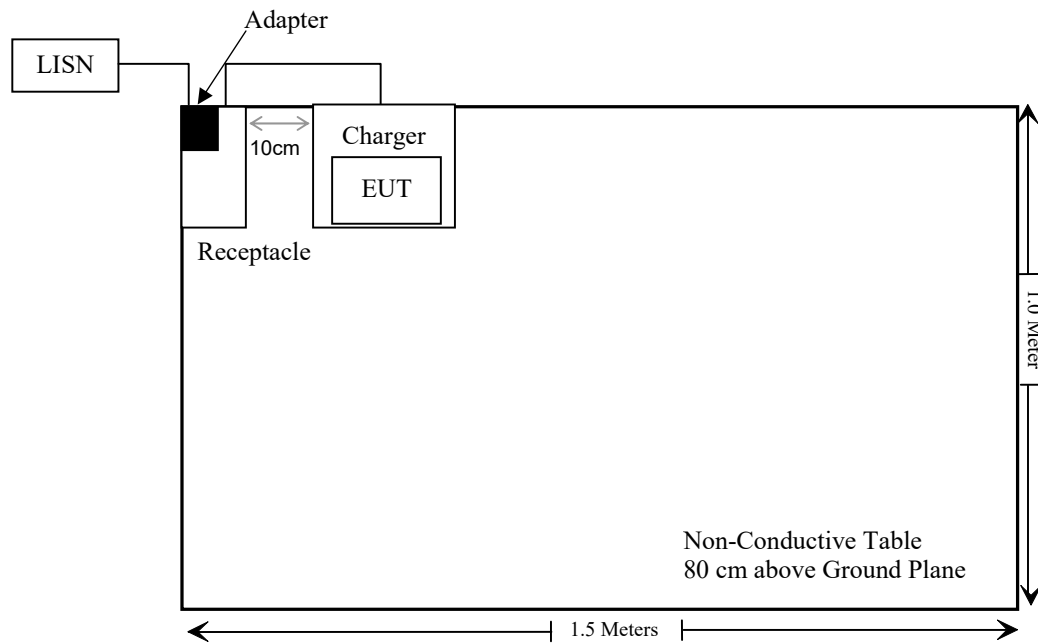 Adapter
LISN
10cm
Charger
EUT
Receptacle
1.0 Meter
Non-Conductive Table
80 cm above Ground Plane
1.5 Meters